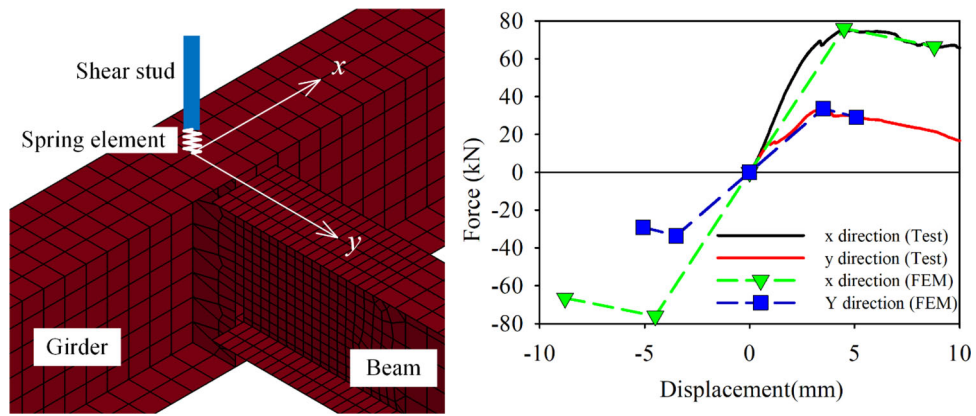 Shear stud
Spring element
x
y
Girder
Beam
80
60
40
20
0
-20
-40
-60
-80
Force (kN)
x direction (Test)
y direction (Test)
x direction (FEM)
Y direction (FEM)
-10 -5 0 5 10
Displacement(mm)